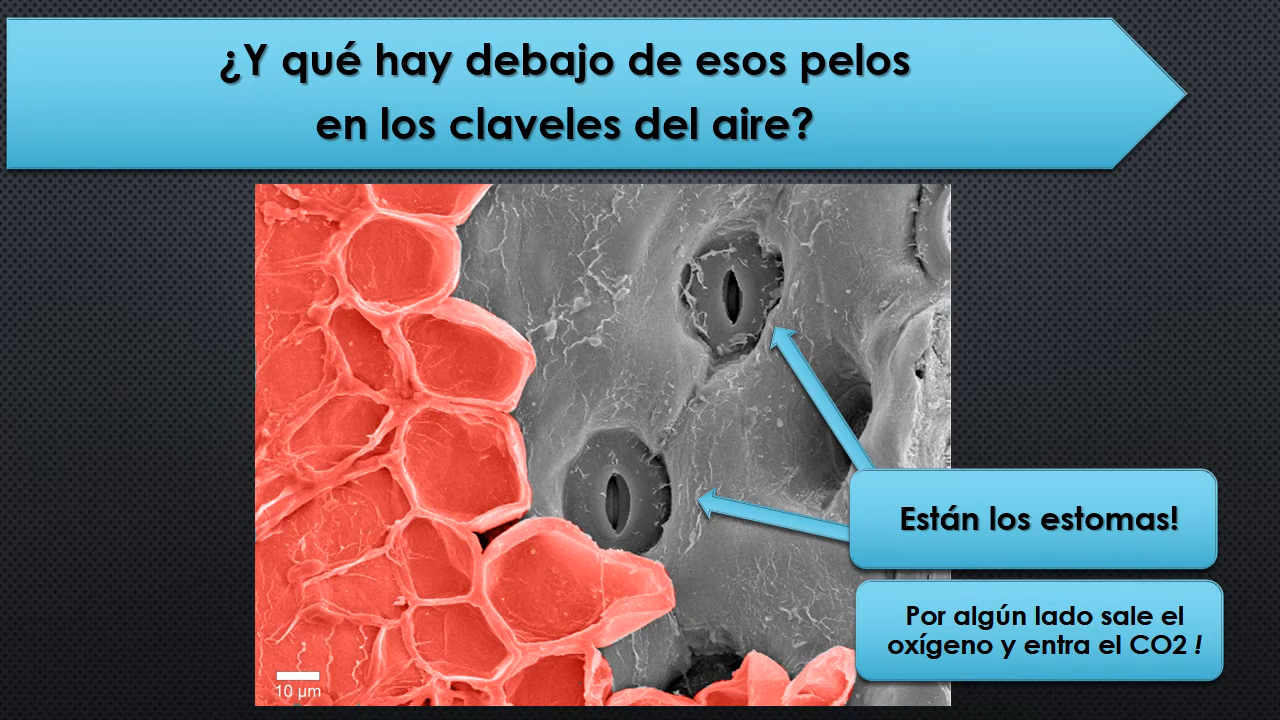 ¿Y qué hay debajo de esos pelos
en los claveles del aire?
Están los estomas!
Por algún lado sale el
oxígeno y entra el CO2 !
10 µm